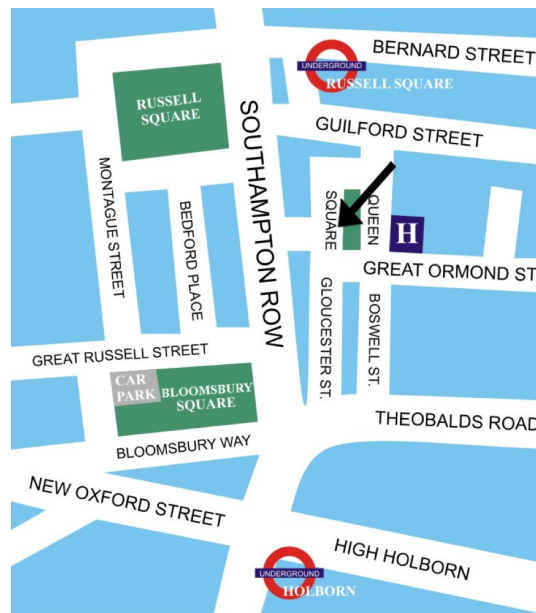 BERNARD STREET
UNDERGROUND
RUSSELL SQUARE
RUSSELL
SQUARE
SOUTHAMPTON ROW
GUILFORD STREET
MONTAGUE STREET
BEDFORD PLACE
SQUARE
QUEEN
H
GREAT ORMOND ST
GLOUCESTER ST.
BOSWELL ST.
GREAT RUSSELL STREET
CAR
PARK
BLOOMSBURY
SQUARE
THEOBALDS ROAD
BLOOMSBURY WAY
NEW OXFORD STREET
HIGH HOLBORN
UNDERGROUND
HOLBORN